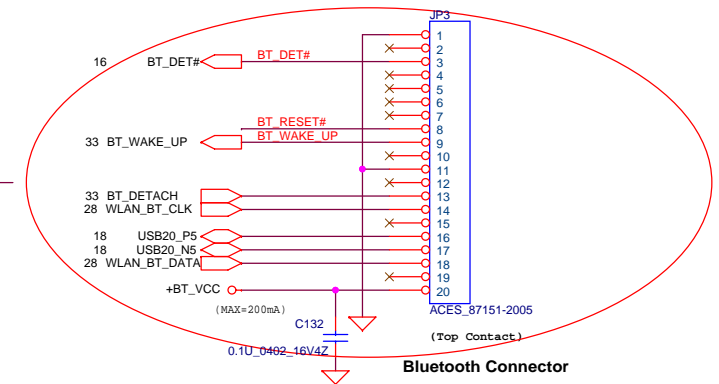 JP3
1
2
16 BT_DET# BT_DET# 3
4
5
6
7
BT_RESET# 8
33 BT_WAKE_UP BT_WAKE_UP 9
10
11
12
33 BT_DETACH 13
28 WLAN_BT_CLK 14
15
18 USB20_P5 16
18 USB20_N5 17
28 WLAN_BT_DATA 18
19
+BT_VCC 20
(MAX=200mA) ACES_87151-2005
C132
(Top Contact)
0.1U_0402_16V4Z
Bluetooth Connector